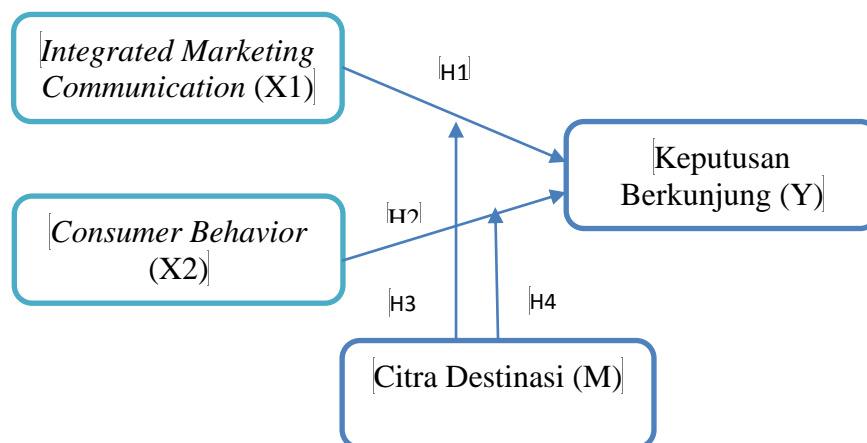 Integrated Marketing
Communication (X1)
H1
Keputusan
Berkunjung (Y)
H2
Consumer Behavior
(X2)
H3
H4
Citra Destinasi (M)